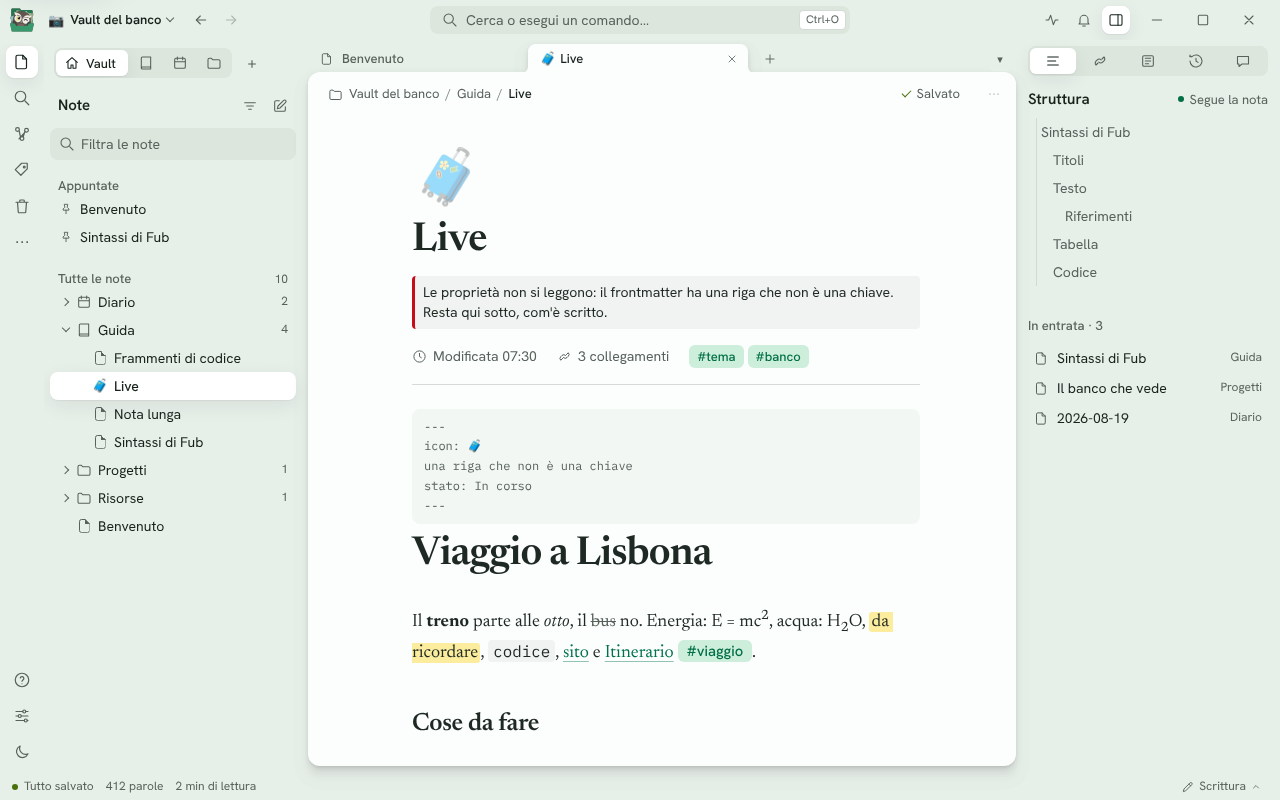 Vault del banco
Cerca o esegui un comando…
Ctrl+O
Vault
Benvenuto
Live
Note
Filtra le note
Appuntate
Benvenuto
Sintassi di Fub
Tutte le note 10
Diario 2
Guida 4
Frammenti di codice
Live
Nota lunga
Sintassi di Fub
Progetti 1
Risorse 1
Benvenuto
Vault del banco / Guida / Live
Salvato
Live
Le proprietà non si leggono: il frontmatter ha una riga che non è una chiave.
Resta qui sotto, com'è scritto.
Modificata 07:30
3 collegamenti
#tema
#banco
---
icon: 🧳
una riga che non è una chiave
stato: In corso
---
Viaggio a Lisbona
Il treno parte alle otto, il bus no. Energia: E = mc², acqua: H₂O, da
ricordare, codice, sito e Itinerario #viaggio.
Cose da fare
Struttura
Segue la nota
Sintassi di Fub
Titoli
Testo
Riferimenti
Tabella
Codice
In entrata · 3
Sintassi di Fub Guida
Il banco che vede Progetti
2026-08-19 Diario
Tutto salvato
412 parole
2 min di lettura
Scrittura